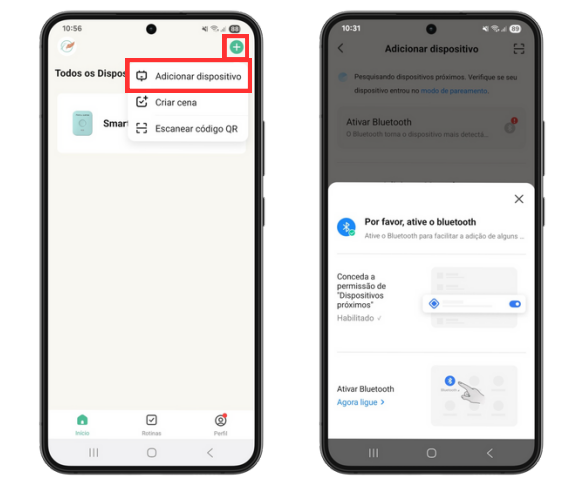 10:56
88
Todos os Dispos
Adicionar dispositivo
Criar cena
Escanear código QR
Smar
Início
Rotinas
Perfil
10:31
Adicionar dispositivo
Pesquisando dispositivos próximos. Verifique se seu
dispositivo entrou no modo de pareamento.
Ativar Bluetooth
O Bluetooth torna o dispositivo mais detectá...
Por favor, ative o bluetooth
Ative o Bluetooth para facilitar a adição de alguns ...
Conceda a
permissão de
"Dispositivos
próximos"
Habilitado ✓
Ativar Bluetooth
Agora ligue >